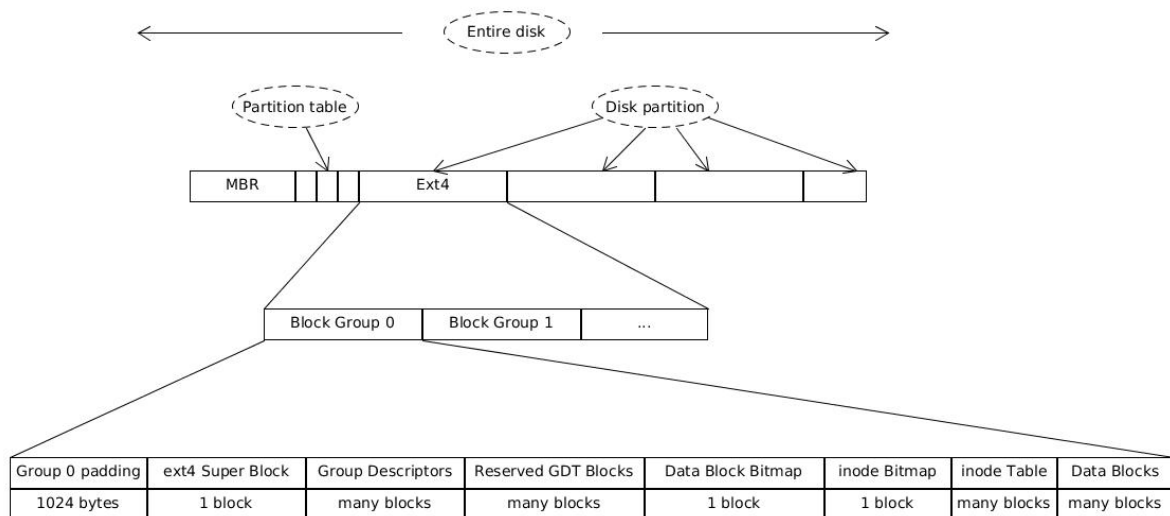 Entire disk
Partition table
Disk partition
MBR
Ext4
Block Group 0
Block Group 1
...
Group 0 padding
ext4 Super Block
Group Descriptors
Reserved GDT Blocks
Data Block Bitmap
inode Bitmap
inode Table
Data Blocks
1024 bytes
1 block
many blocks
many blocks
1 block
1 block
many blocks
many blocks